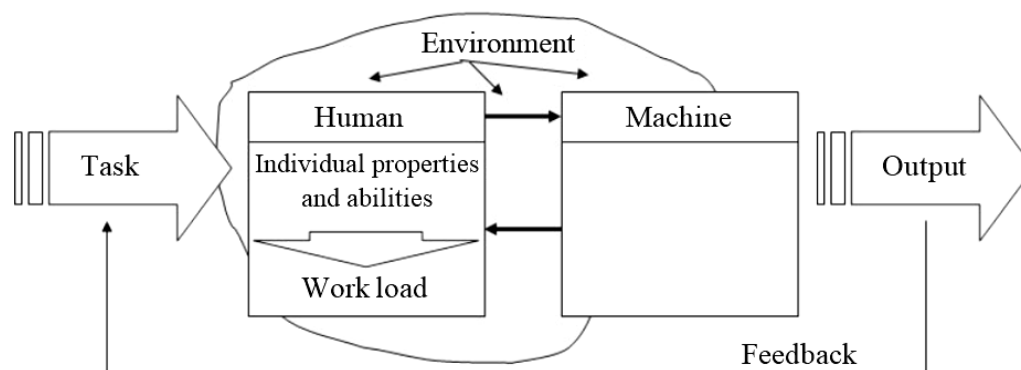 Environment
Human
Machine
Task
Individual properties
and abilities
Output
Work load
Feedback